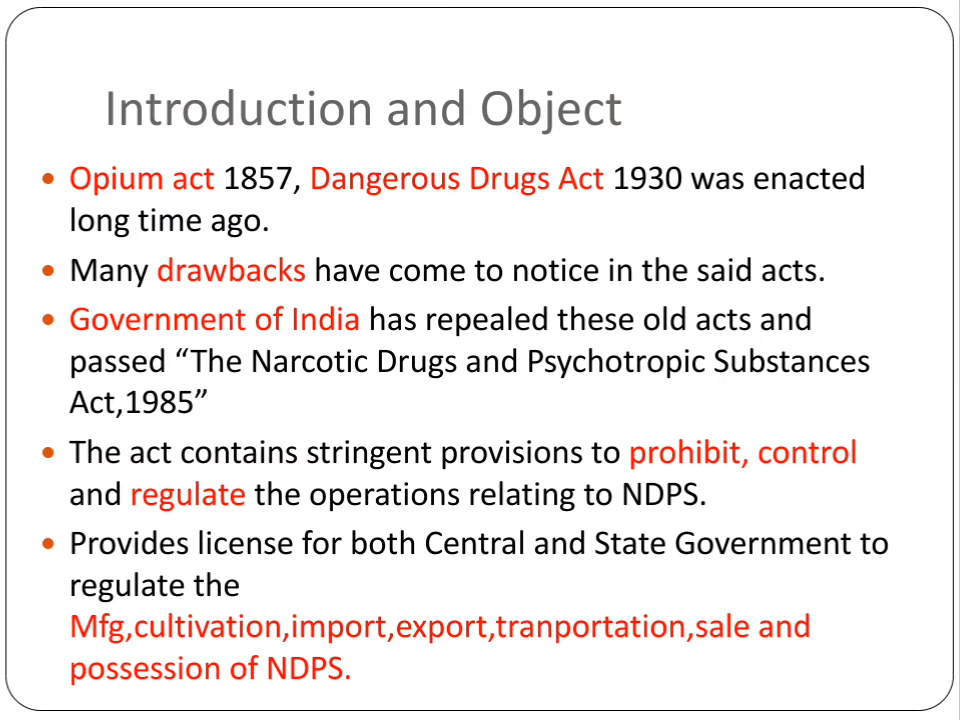 Introduction and Object
• Opium act 1857, Dangerous Drugs Act 1930 was enacted
long time ago.
• Many drawbacks have come to notice in the said acts.
• Government of India has repealed these old acts and
passed “The Narcotic Drugs and Psychotropic Substances
Act,1985”
• The act contains stringent provisions to prohibit, control
and regulate the operations relating to NDPS.
• Provides license for both Central and State Government to
regulate the
Mfg,cultivation,import,export,tranportation,sale and
possession of NDPS.